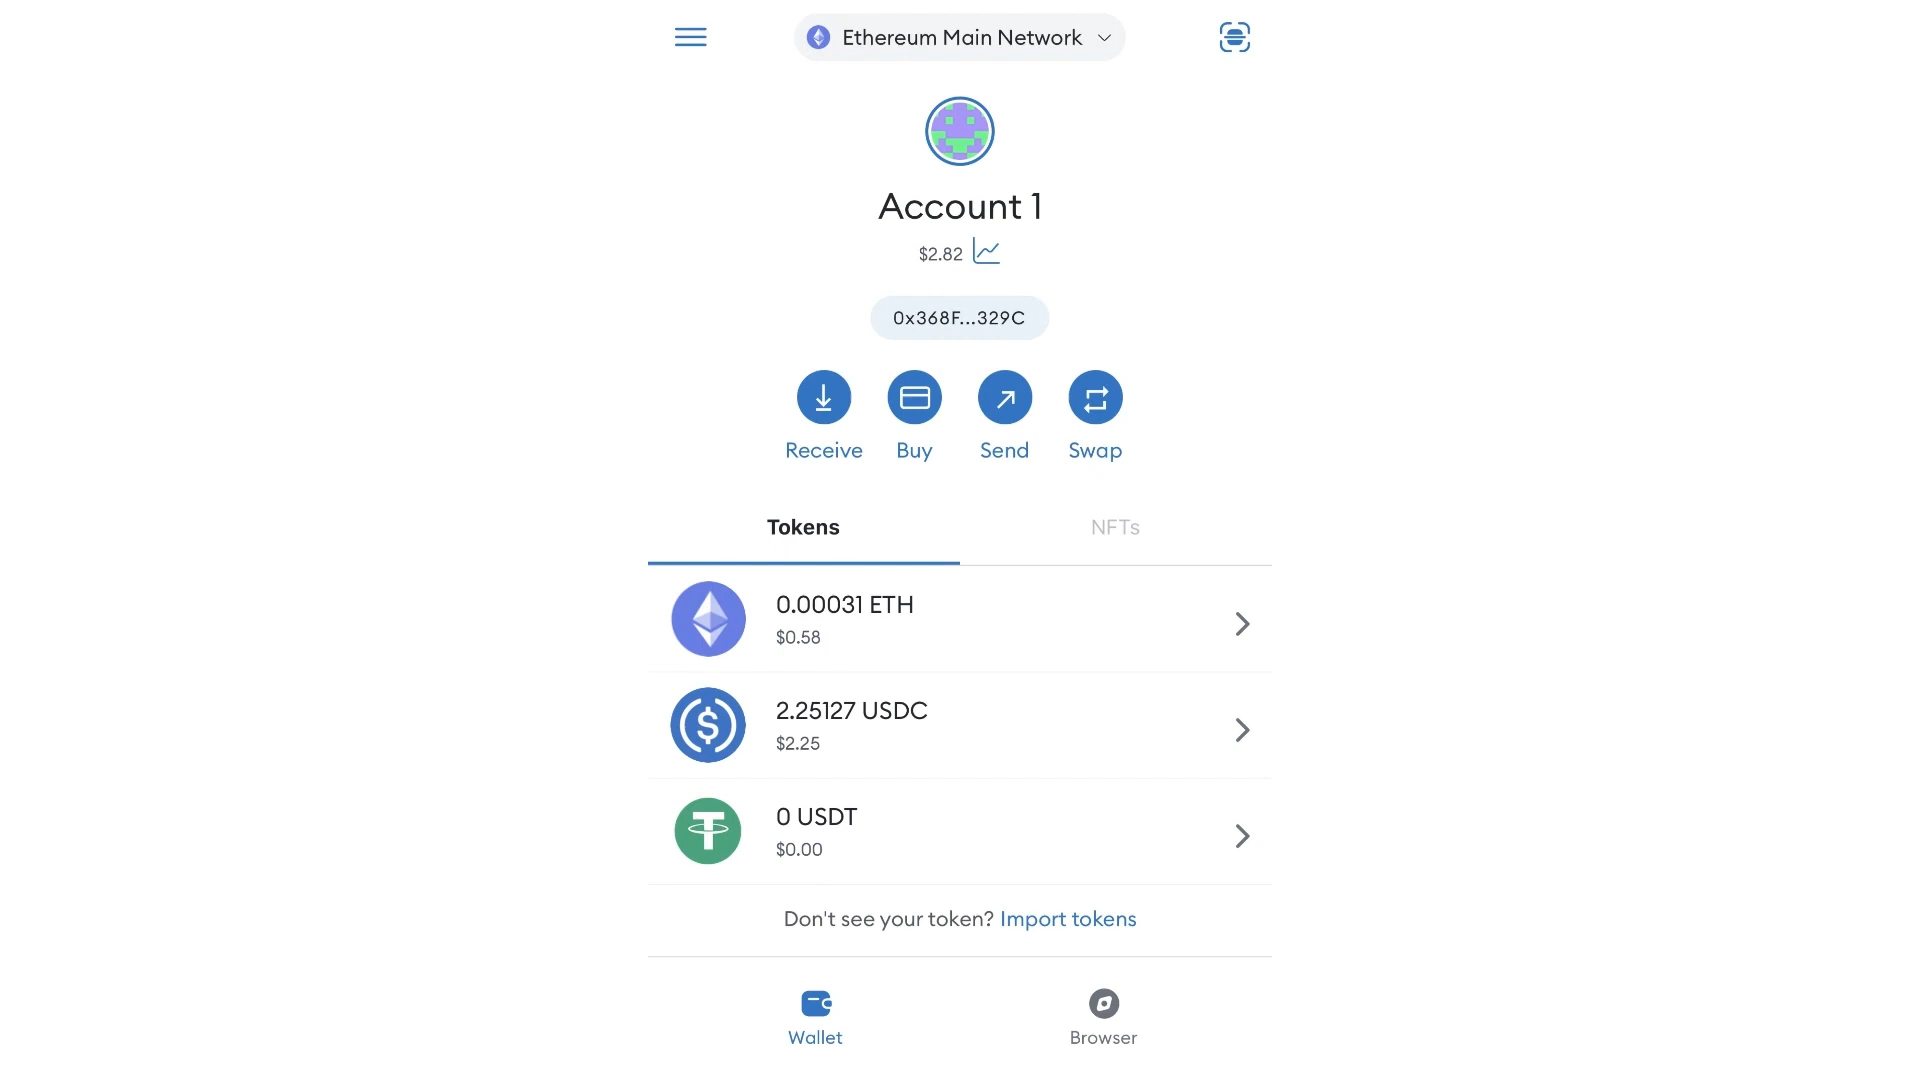 Ethereum Main Network
Account 1
$2.82
0x368F...329C
Receive Buy Send Swap
Tokens NFTs
0.00031 ETH
$0.58
2.25127 USDC
$2.25
0 USDT
$0.00
Don't see your token? Import tokens
Wallet Browser